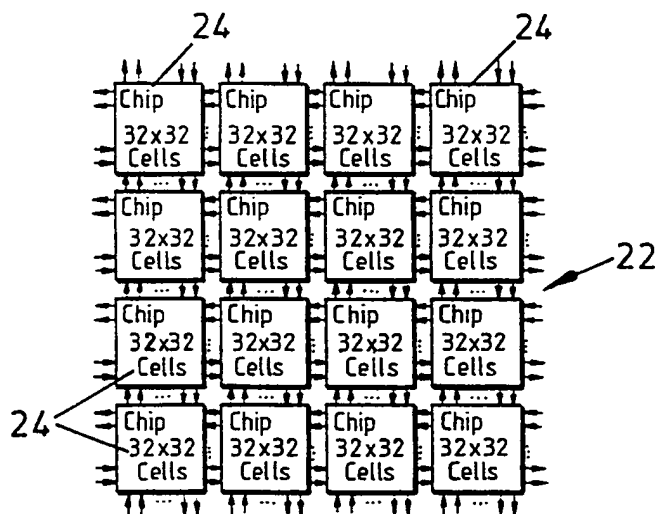 24 24
Chip Chip Chip Chip
32x32 32x32 32x32 32x32
Cells Cells Cells Cells
... ... ... ...
Chip Chip Chip Chip
32x32 32x32 32x32 32x32
Cells Cells Cells Cells
22
... ... ... ...
Chip Chip Chip Chip
32x32 32x32 32x32 32x32
Cells Cells Cells Cells
... ... ... ...
24
Chip Chip Chip Chip
32x32 32x32 32x32 32x32
Cells Cells Cells Cells
... ... ... ...